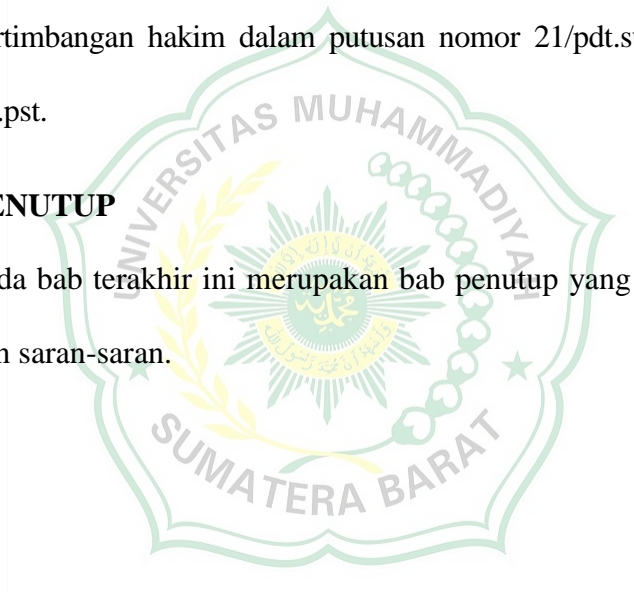 rtimbangan hakim dalam putusan nomor 21/pdt.s
.pst.
ENUTUP
da bab terakhir ini merupakan bab penutup yang
n saran-saran.
UNIVERSITAS MUHAMMADIYAH
SUMATERA BARAT